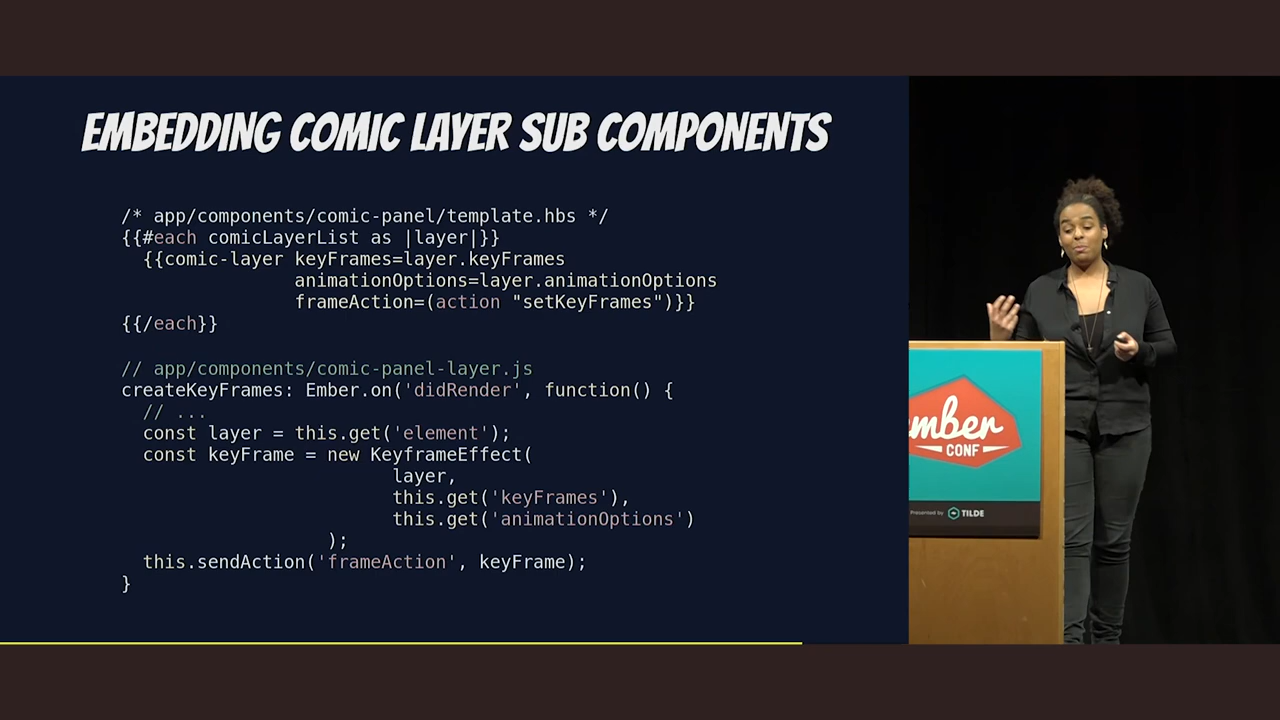 EMBEDDING COMIC LAYER SUB COMPONENTS
/* app/components/comic-panel/template.hbs */
{{#each comicLayerList as |layer|}}
  {{comic-layer keyFrames=layer.keyFrames
                animationOptions=layer.animationOptions
                frameAction=(action "setKeyFrames")}}
{{/each}}
// app/components/comic-panel-layer.js
createKeyFrames: Ember.on('didRender', function() {
  // ...
  const layer = this.get('element');
  const keyFrame = new KeyframeEffect(
                         layer,
                         this.get('keyFrames'),
                         this.get('animationOptions')
                   );
  this.sendAction('frameAction', keyFrame);
}
mber
CONF
Presented by TILDE